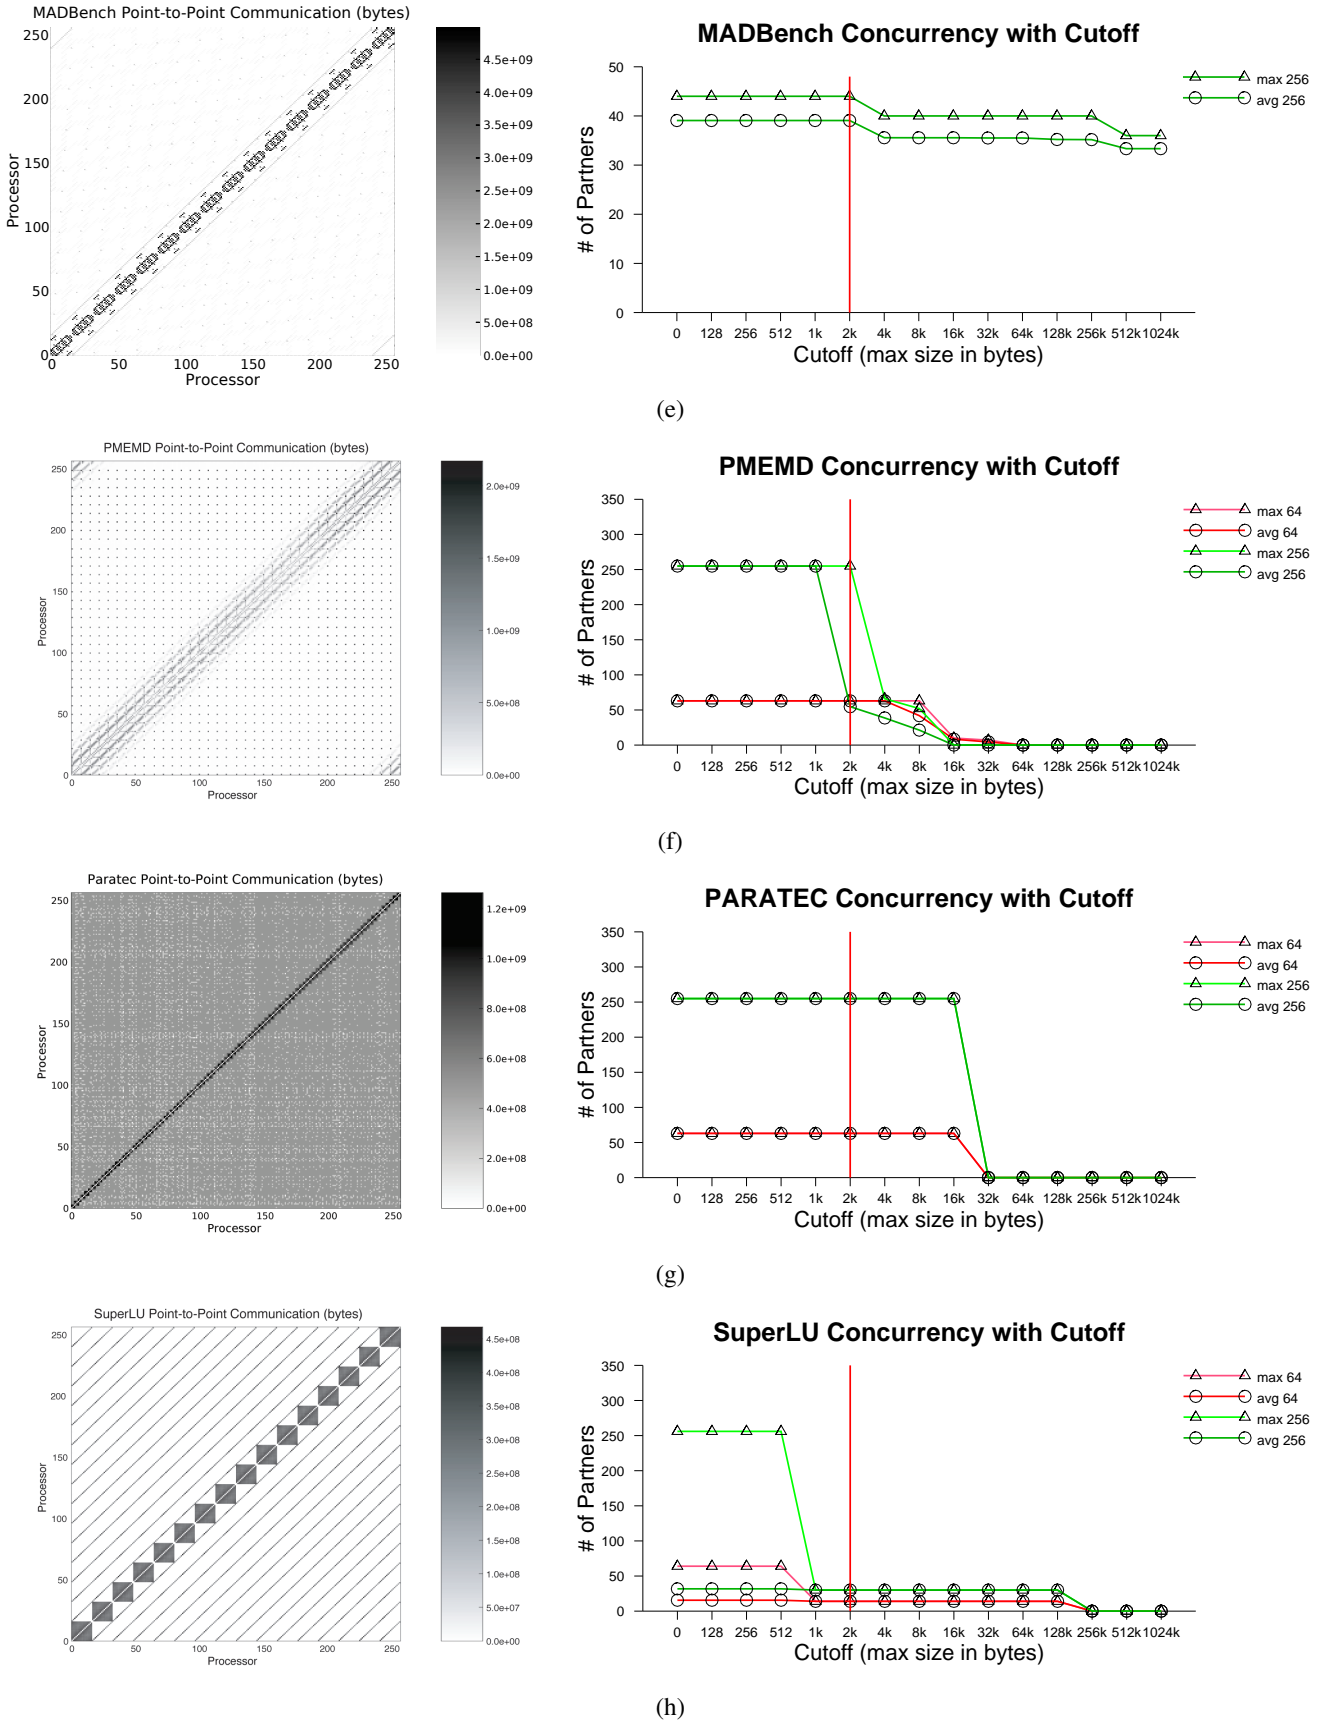 MADBench Point-to-Point Communication (bytes)
250
200
150
100
50
0
Processor
0 50 100 150 200 250
Processor
4.5e+09
4.0e+09
3.5e+09
3.0e+09
2.5e+09
2.0e+09
1.5e+09
1.0e+09
5.0e+08
0.0e+00
MADBench Concurrency with Cutoff
50
40
30
20
10
0
# of Partners
0 128 256 512 1k 2k 4k 8k 16k 32k 64k 128k 256k 512k 1024k
Cutoff (max size in bytes)
max 256
avg 256
(e)
PMEMD Point-to-Point Communication (bytes)
250
200
150
100
50
0
Processor
0 50 100 150 200 250
Processor
2.0e+09
1.5e+09
1.0e+09
5.0e+08
0.0e+00
PMEMD Concurrency with Cutoff
350
300
250
200
150
100
50
0
# of Partners
0 128 256 512 1k 2k 4k 8k 16k 32k 64k 128k 256k 512k 1024k
Cutoff (max size in bytes)
max 64
avg 64
max 256
avg 256
(f)
Paratec Point-to-Point Communication (bytes)
250
200
150
100
50
0
Processor
0 50 100 150 200 250
Processor
1.2e+09
1.0e+09
8.0e+08
6.0e+08
4.0e+08
2.0e+08
0.0e+00
PARATEC Concurrency with Cutoff
350
300
250
200
150
100
50
0
# of Partners
0 128 256 512 1k 2k 4k 8k 16k 32k 64k 128k 256k 512k 1024k
Cutoff (max size in bytes)
max 64
avg 64
max 256
avg 256
(g)
SuperLU Point-to-Point Communication (bytes)
250
200
150
100
50
0
Processor
0 50 100 150 200 250
Processor
4.5e+08
4.0e+08
3.5e+08
3.0e+08
2.5e+08
2.0e+08
1.5e+08
1.0e+08
5.0e+07
0.0e+00
SuperLU Concurrency with Cutoff
350
300
250
200
150
100
50
0
# of Partners
0 128 256 512 1k 2k 4k 8k 16k 32k 64k 128k 256k 512k 1024k
Cutoff (max size in bytes)
max 64
avg 64
max 256
avg 256
(h)